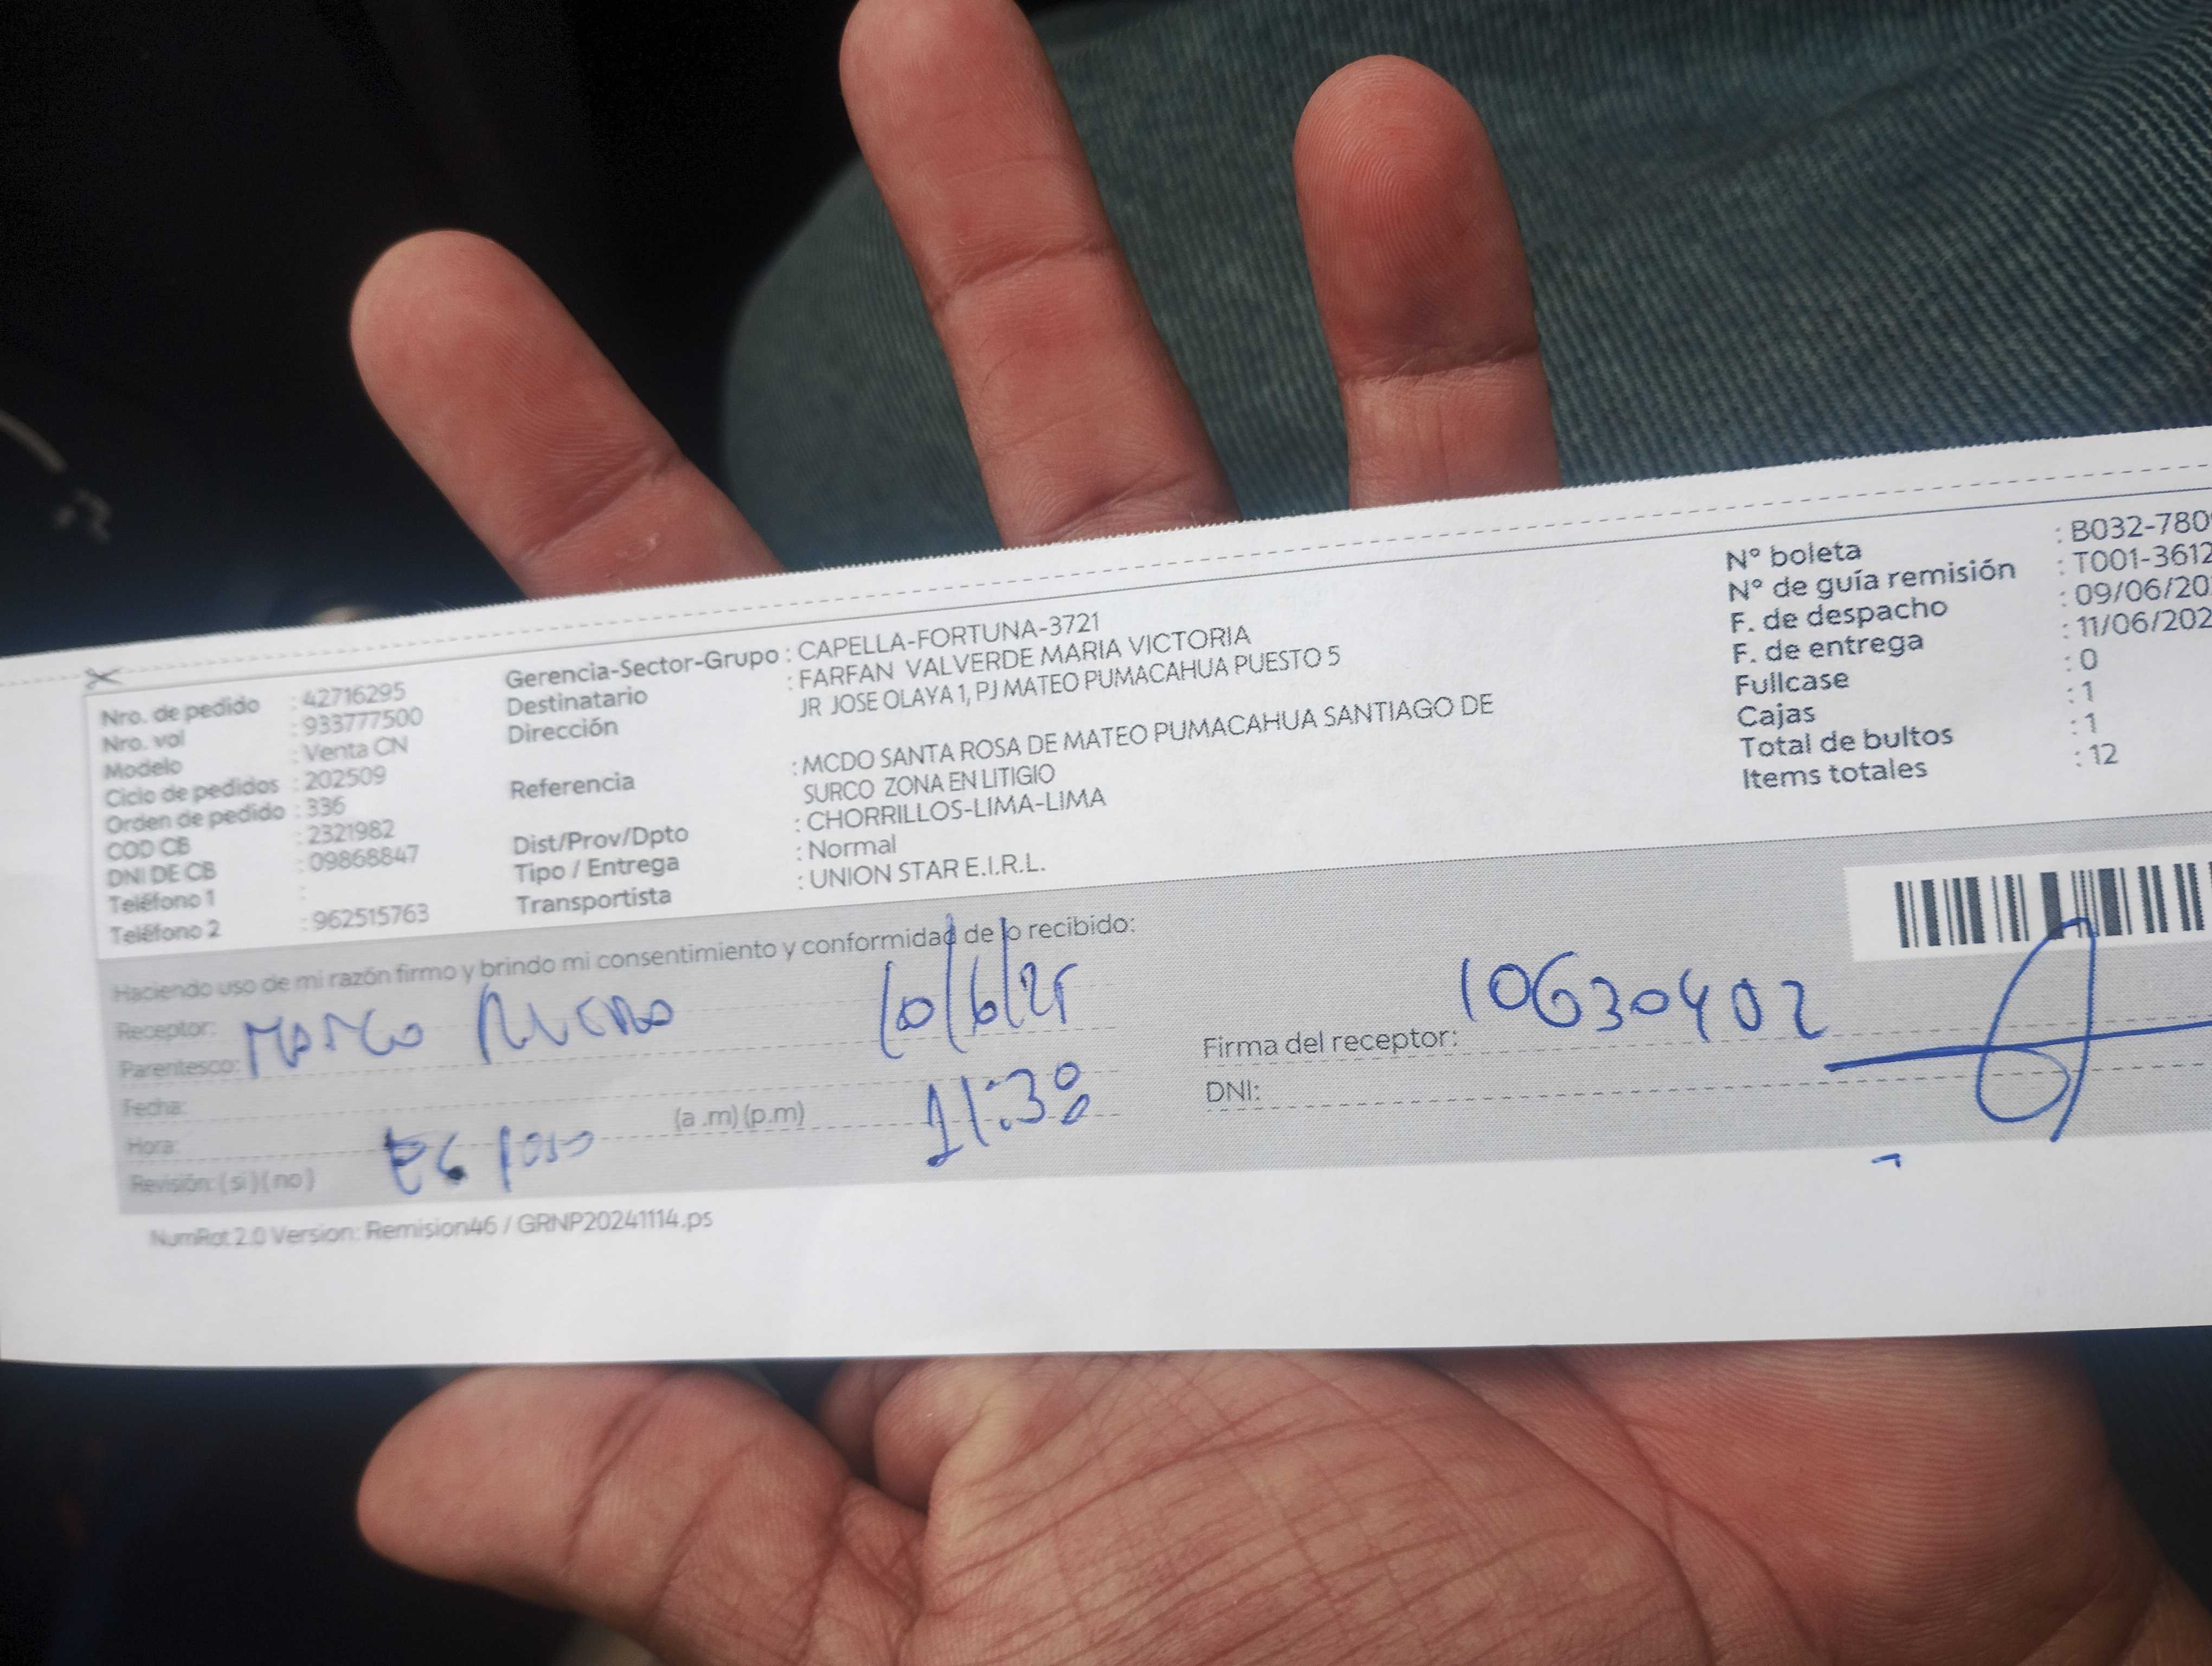 Nro. de pedido : 42716295
Nro. vol : 933777500
Modelo : Venta CN
Ciclo de pedidos : 202509
Orden de pedido : 336
COD CB : 2321982
DNI DE CB : 09868847
Teléfono 1 :
Teléfono 2 : 962515763
Gerencia-Sector-Grupo : CAPELLA-FORTUNA-3721
Destinatario : FARFAN VALVERDE MARIA VICTORIA
Dirección JR JOSE OLAYA 1, PJ MATEO PUMACAHUA PUESTO 5
Referencia : MCDO SANTA ROSA DE MATEO PUMACAHUA SANTIAGO DE
SURCO ZONA EN LITIGIO
Dist/Prov/Dpto : CHORRILLOS-LIMA-LIMA
Tipo / Entrega : Normal
Transportista : UNION STAR E.I.R.L.
N° boleta : B032-780
N° de guía remisión : T001-3612
F. de despacho : 09/06/20
F. de entrega : 11/06/202
Fullcase : 0
Cajas : 1
Total de bultos : 1
Items totales : 12
Haciendo uso de mi razón firmo y brindo mi consentimiento y conformidad de lo recibido:
Receptor: Marco 10/6/25
Parentesco:
Fecha:
Hora: (a .m) (p.m) 11:30
Revisión: ( si ) ( no ) Esposo
Firma del receptor: 10630402
DNI:
NumRot 2.0 Version: Remision46 / GRNP20241114.ps